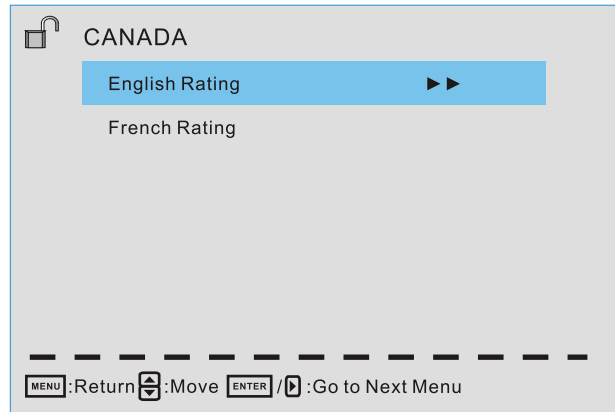 CANADA
English Rating
French Rating
MENU:Return :Move ENTER / :Go to Next Menu